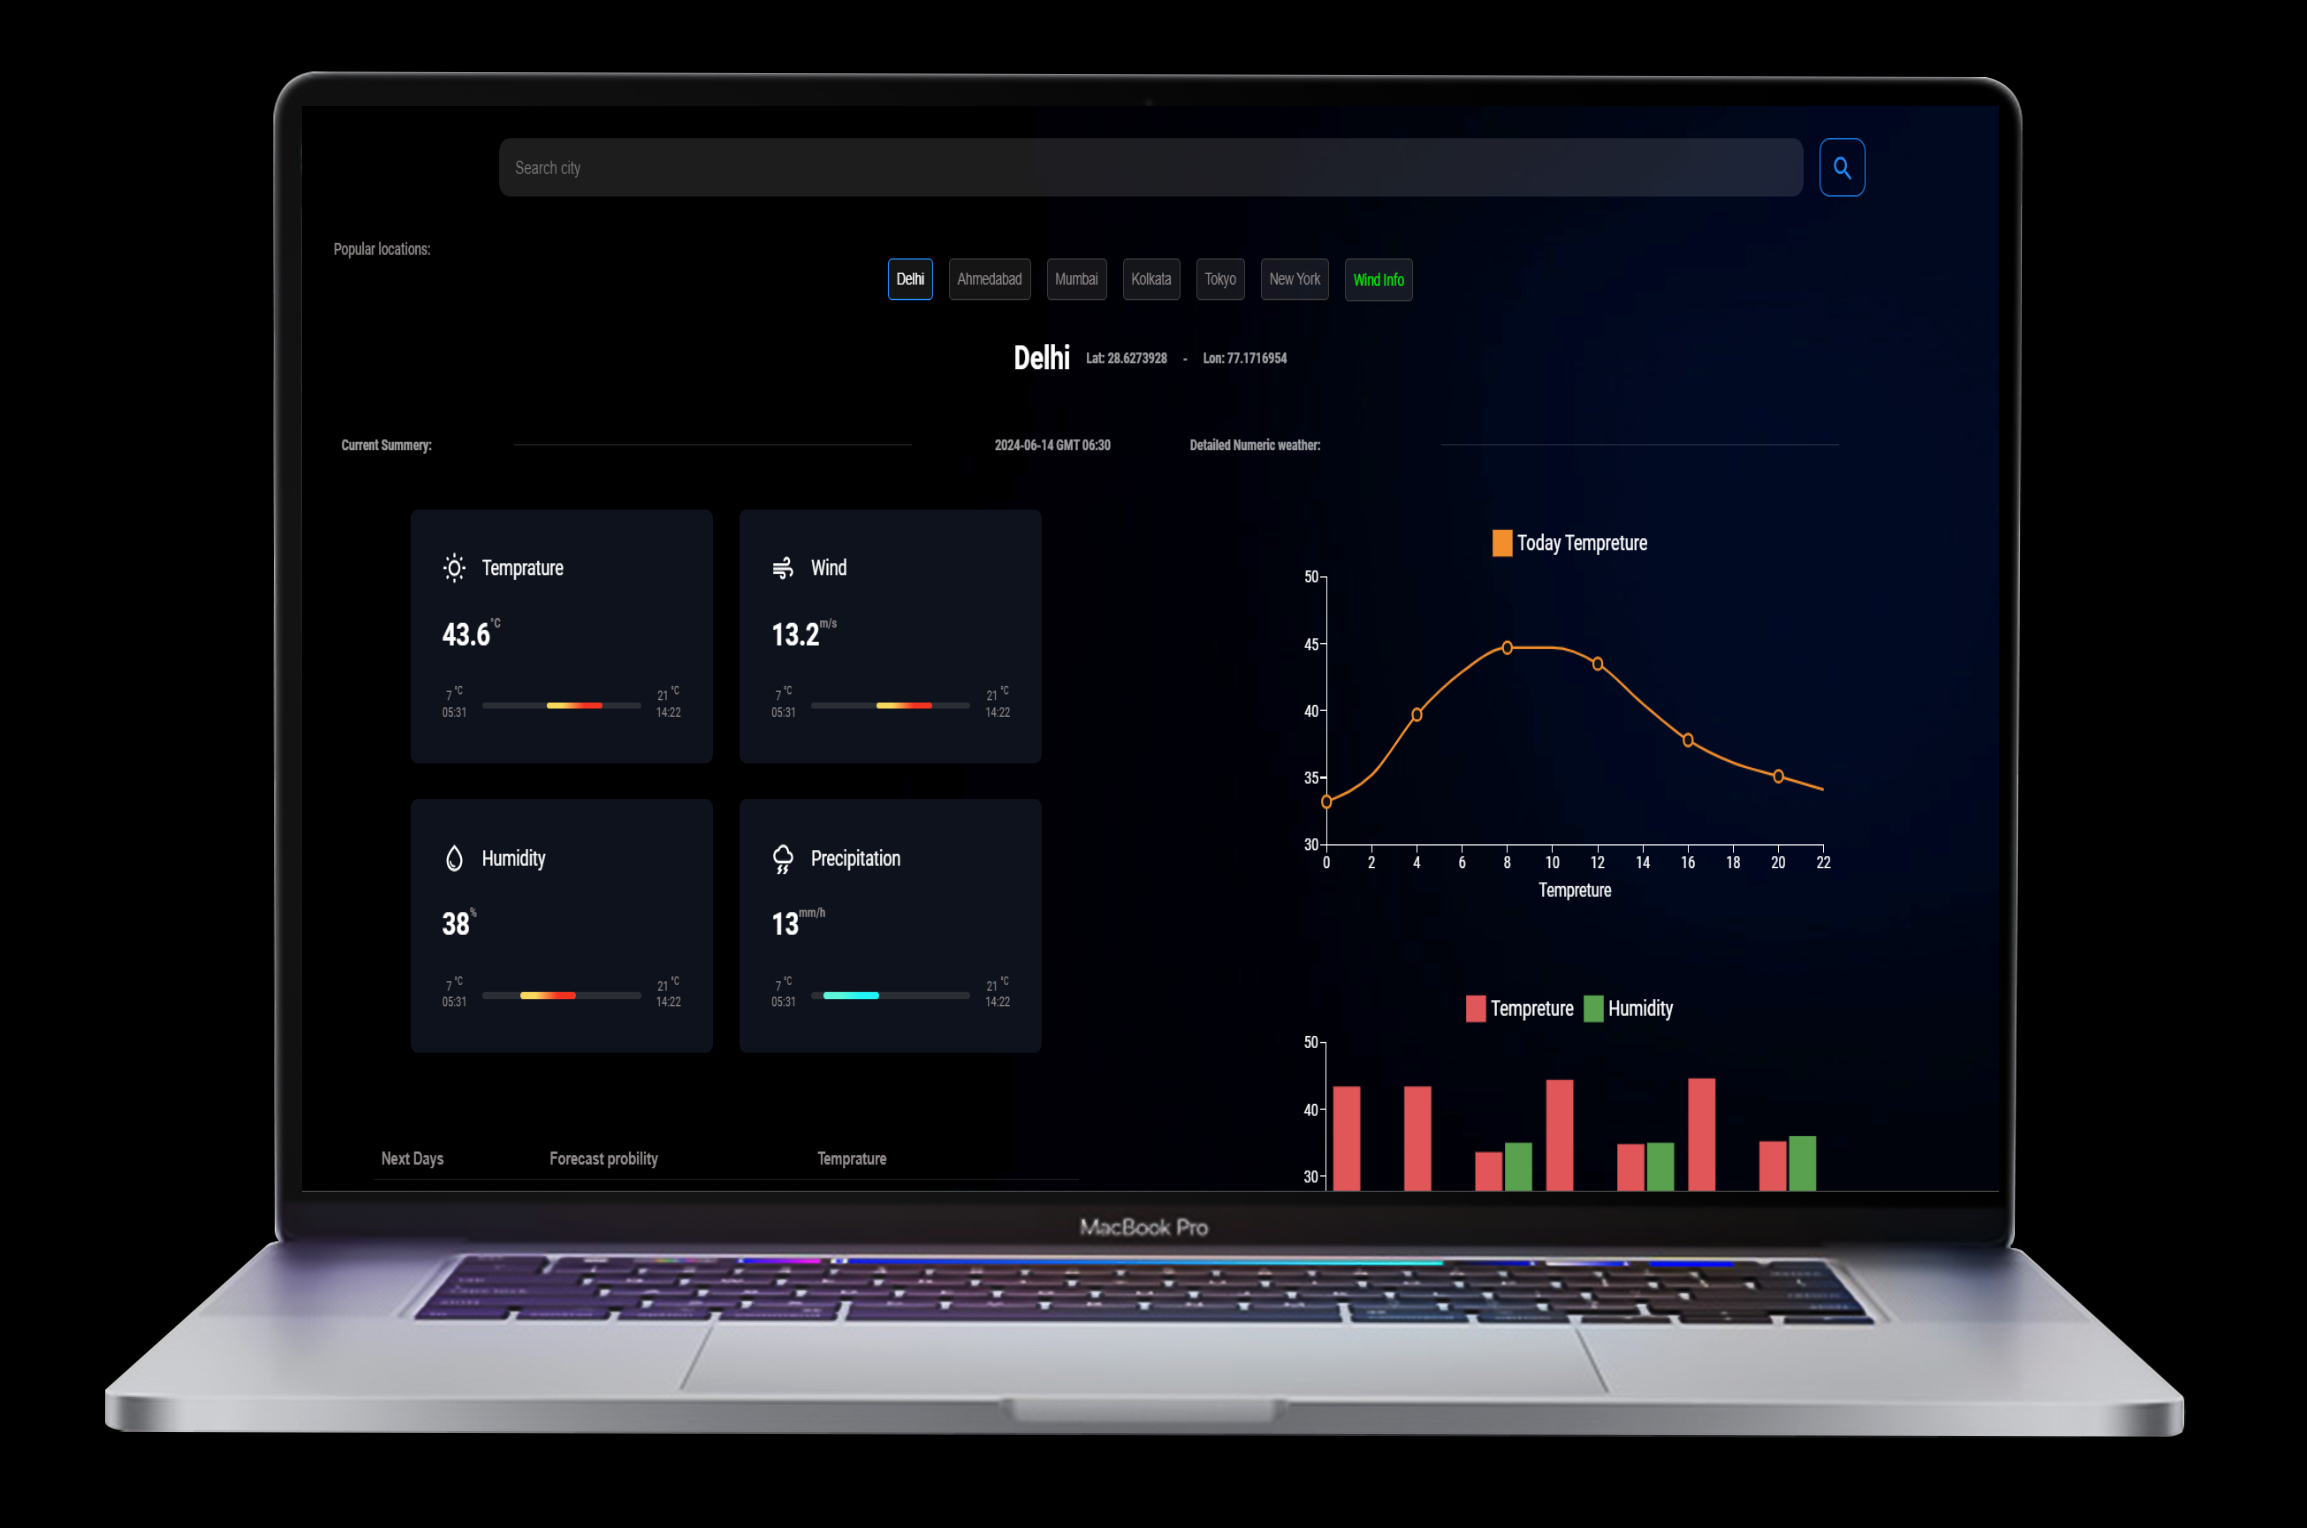 Search city
Popular locations:
Delhi Ahmedabad Mumbai Kolkata Tokyo New York Wind Info
Delhi Lat: 28.6273928 - Lon: 77.1716954
Current Summery: 2024-06-14 GMT 06:30
Detailed Numeric weather:
Temprature
43.6 °C
7 °C 21 °C
05:31 14:22
Wind
13.2 m/s
7 °C 21 °C
05:31 14:22
Humidity
38 %
7 °C 21 °C
05:31 14:22
Precipitation
13 mm/h
7 °C 21 °C
05:31 14:22
Next Days Forecast probility Temprature
Today Tempreture
50
45
40
35
30
0 2 4 6 8 10 12 14 16 18 20 22
Tempreture
Tempreture Humidity
50
40
30
MacBook Pro